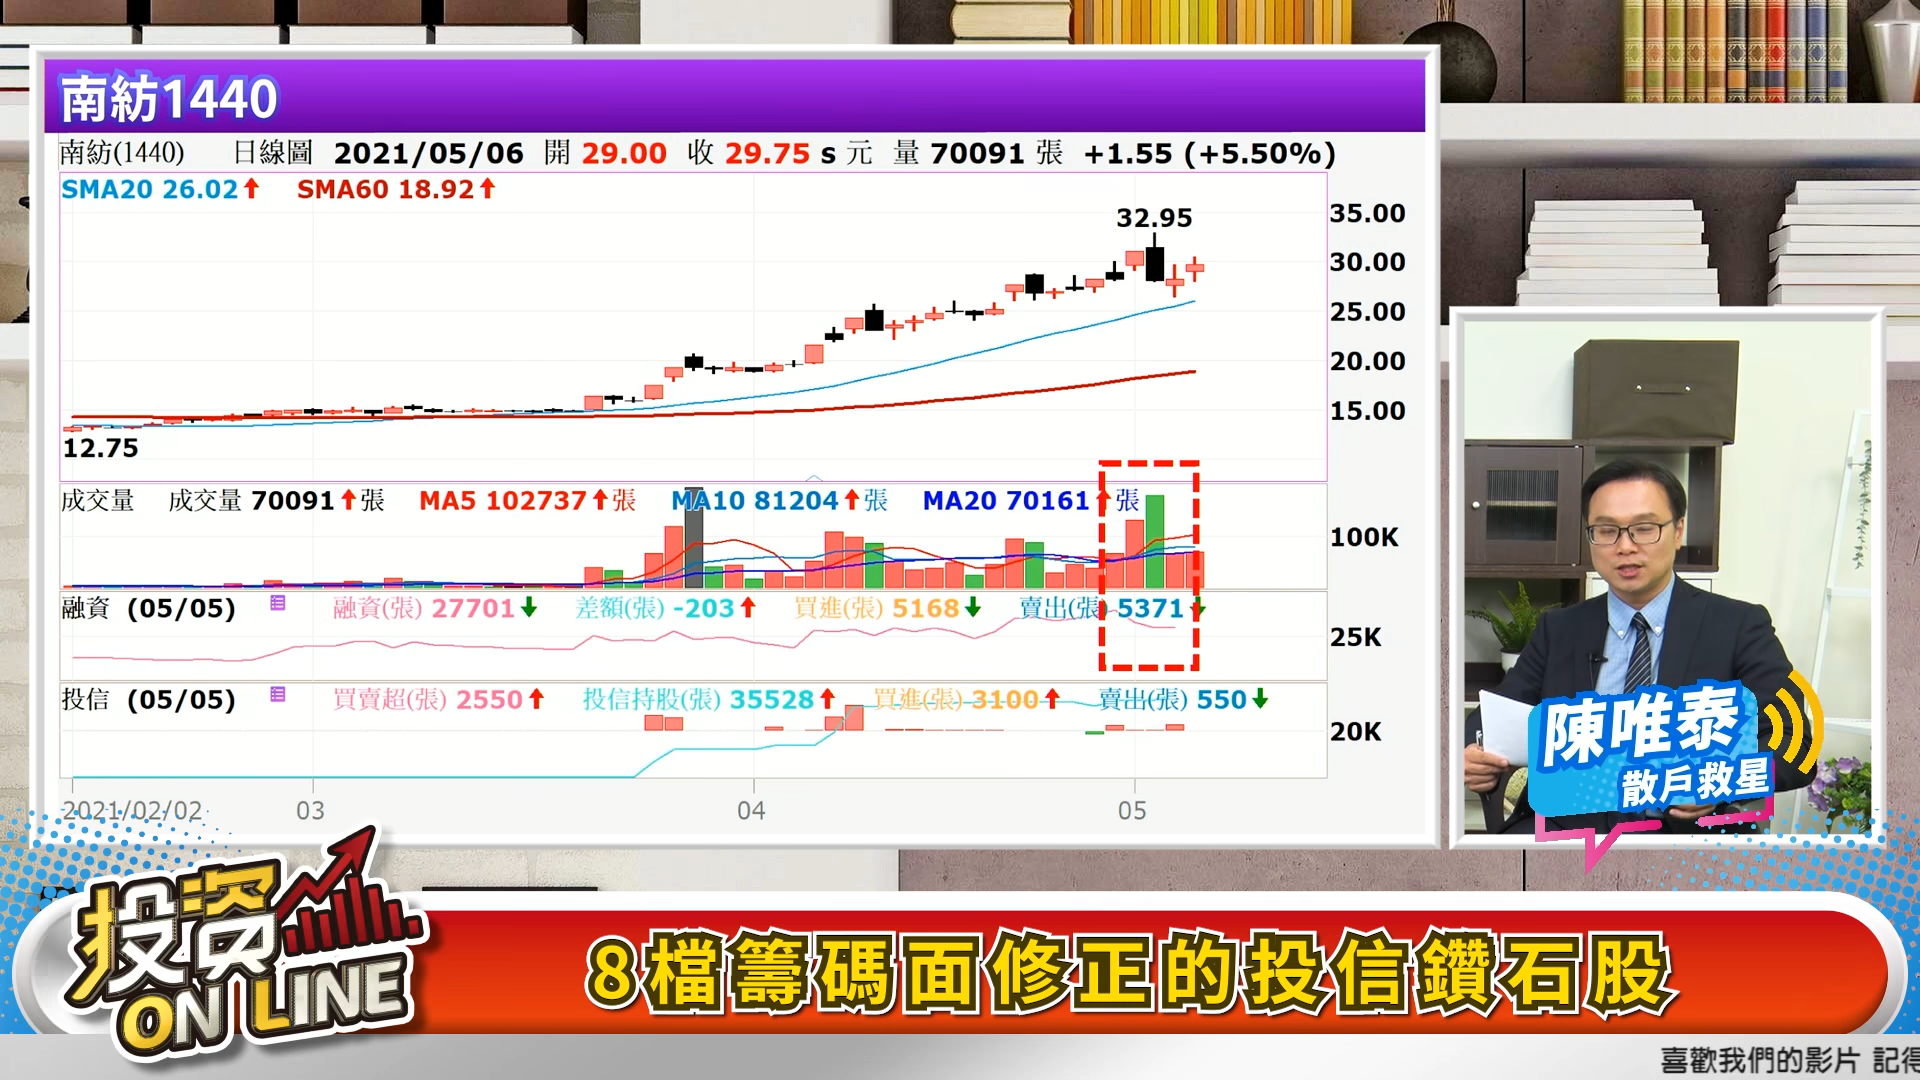 南紡1440
南紡(1440) 日線圖 2021/05/06 開 29.00 收 29.75 s 元 量 70091 張 +1.55 (+5.50%)
SMA20 26.02↑ SMA60 18.92↑
32.95
35.00
30.00
25.00
20.00
15.00
12.75
成交量 成交量 70091↑張 MA5 102737↑張 MA10 81204↑張 MA20 70161↑張
100K
融資 (05/05) 融資(張) 27701↓ 差額(張) -203↑ 買進(張) 5168↓ 賣出(張) 5371↓
25K
投信 (05/05) 買賣超(張) 2550↑ 投信持股(張) 35528↑ 買進(張) 3100↑ 賣出(張) 550↓
20K
2021/02/02 03 04 05
陳唯泰
散戶救星
投資
ON LINE
8檔籌碼面修正的投信鑽石股
喜歡我們的影片 記得